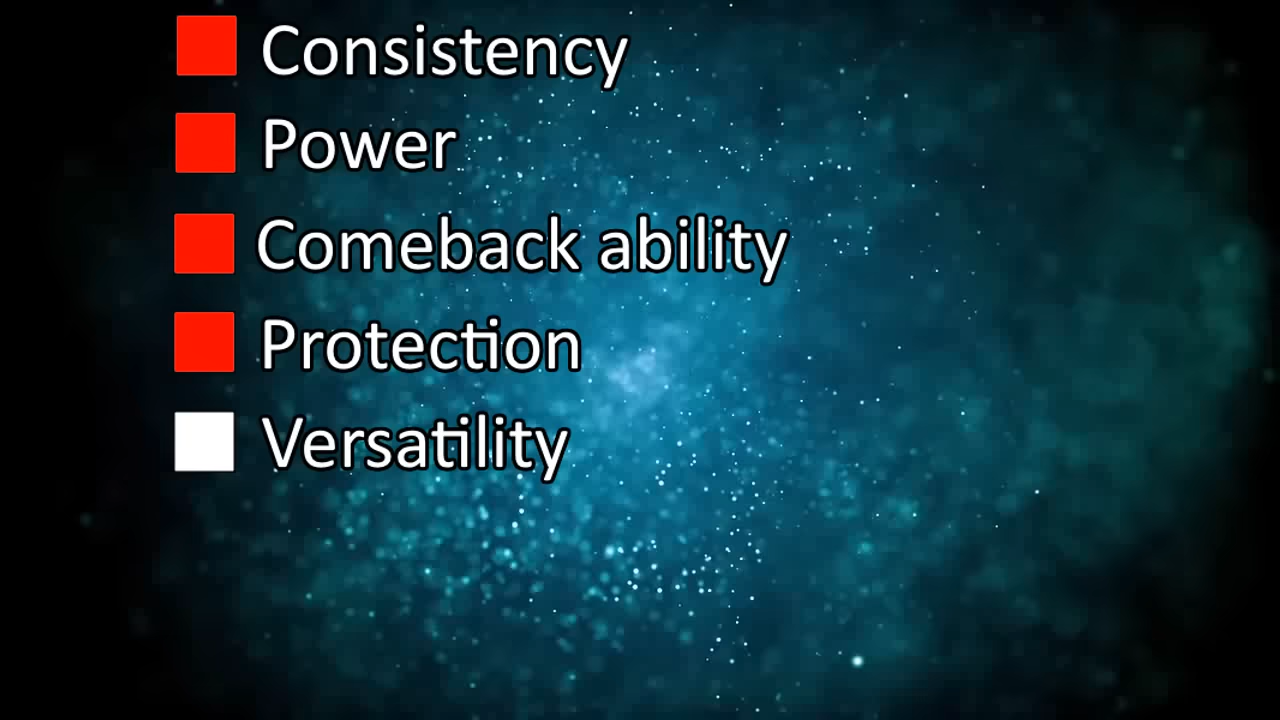 Consistency
Power
Comeback ability
Protection
Versatility